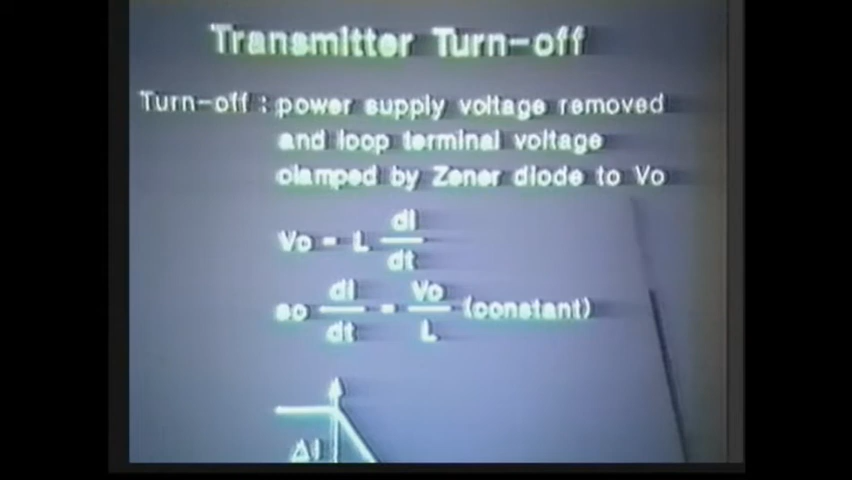 Transmitter Turn-off
Turn-off : power supply voltage removed
and loop terminal voltage
clamped by Zener diode to Vo
Vo = L dI/dt
so dI/dt = Vo/L (constant)
ΔI